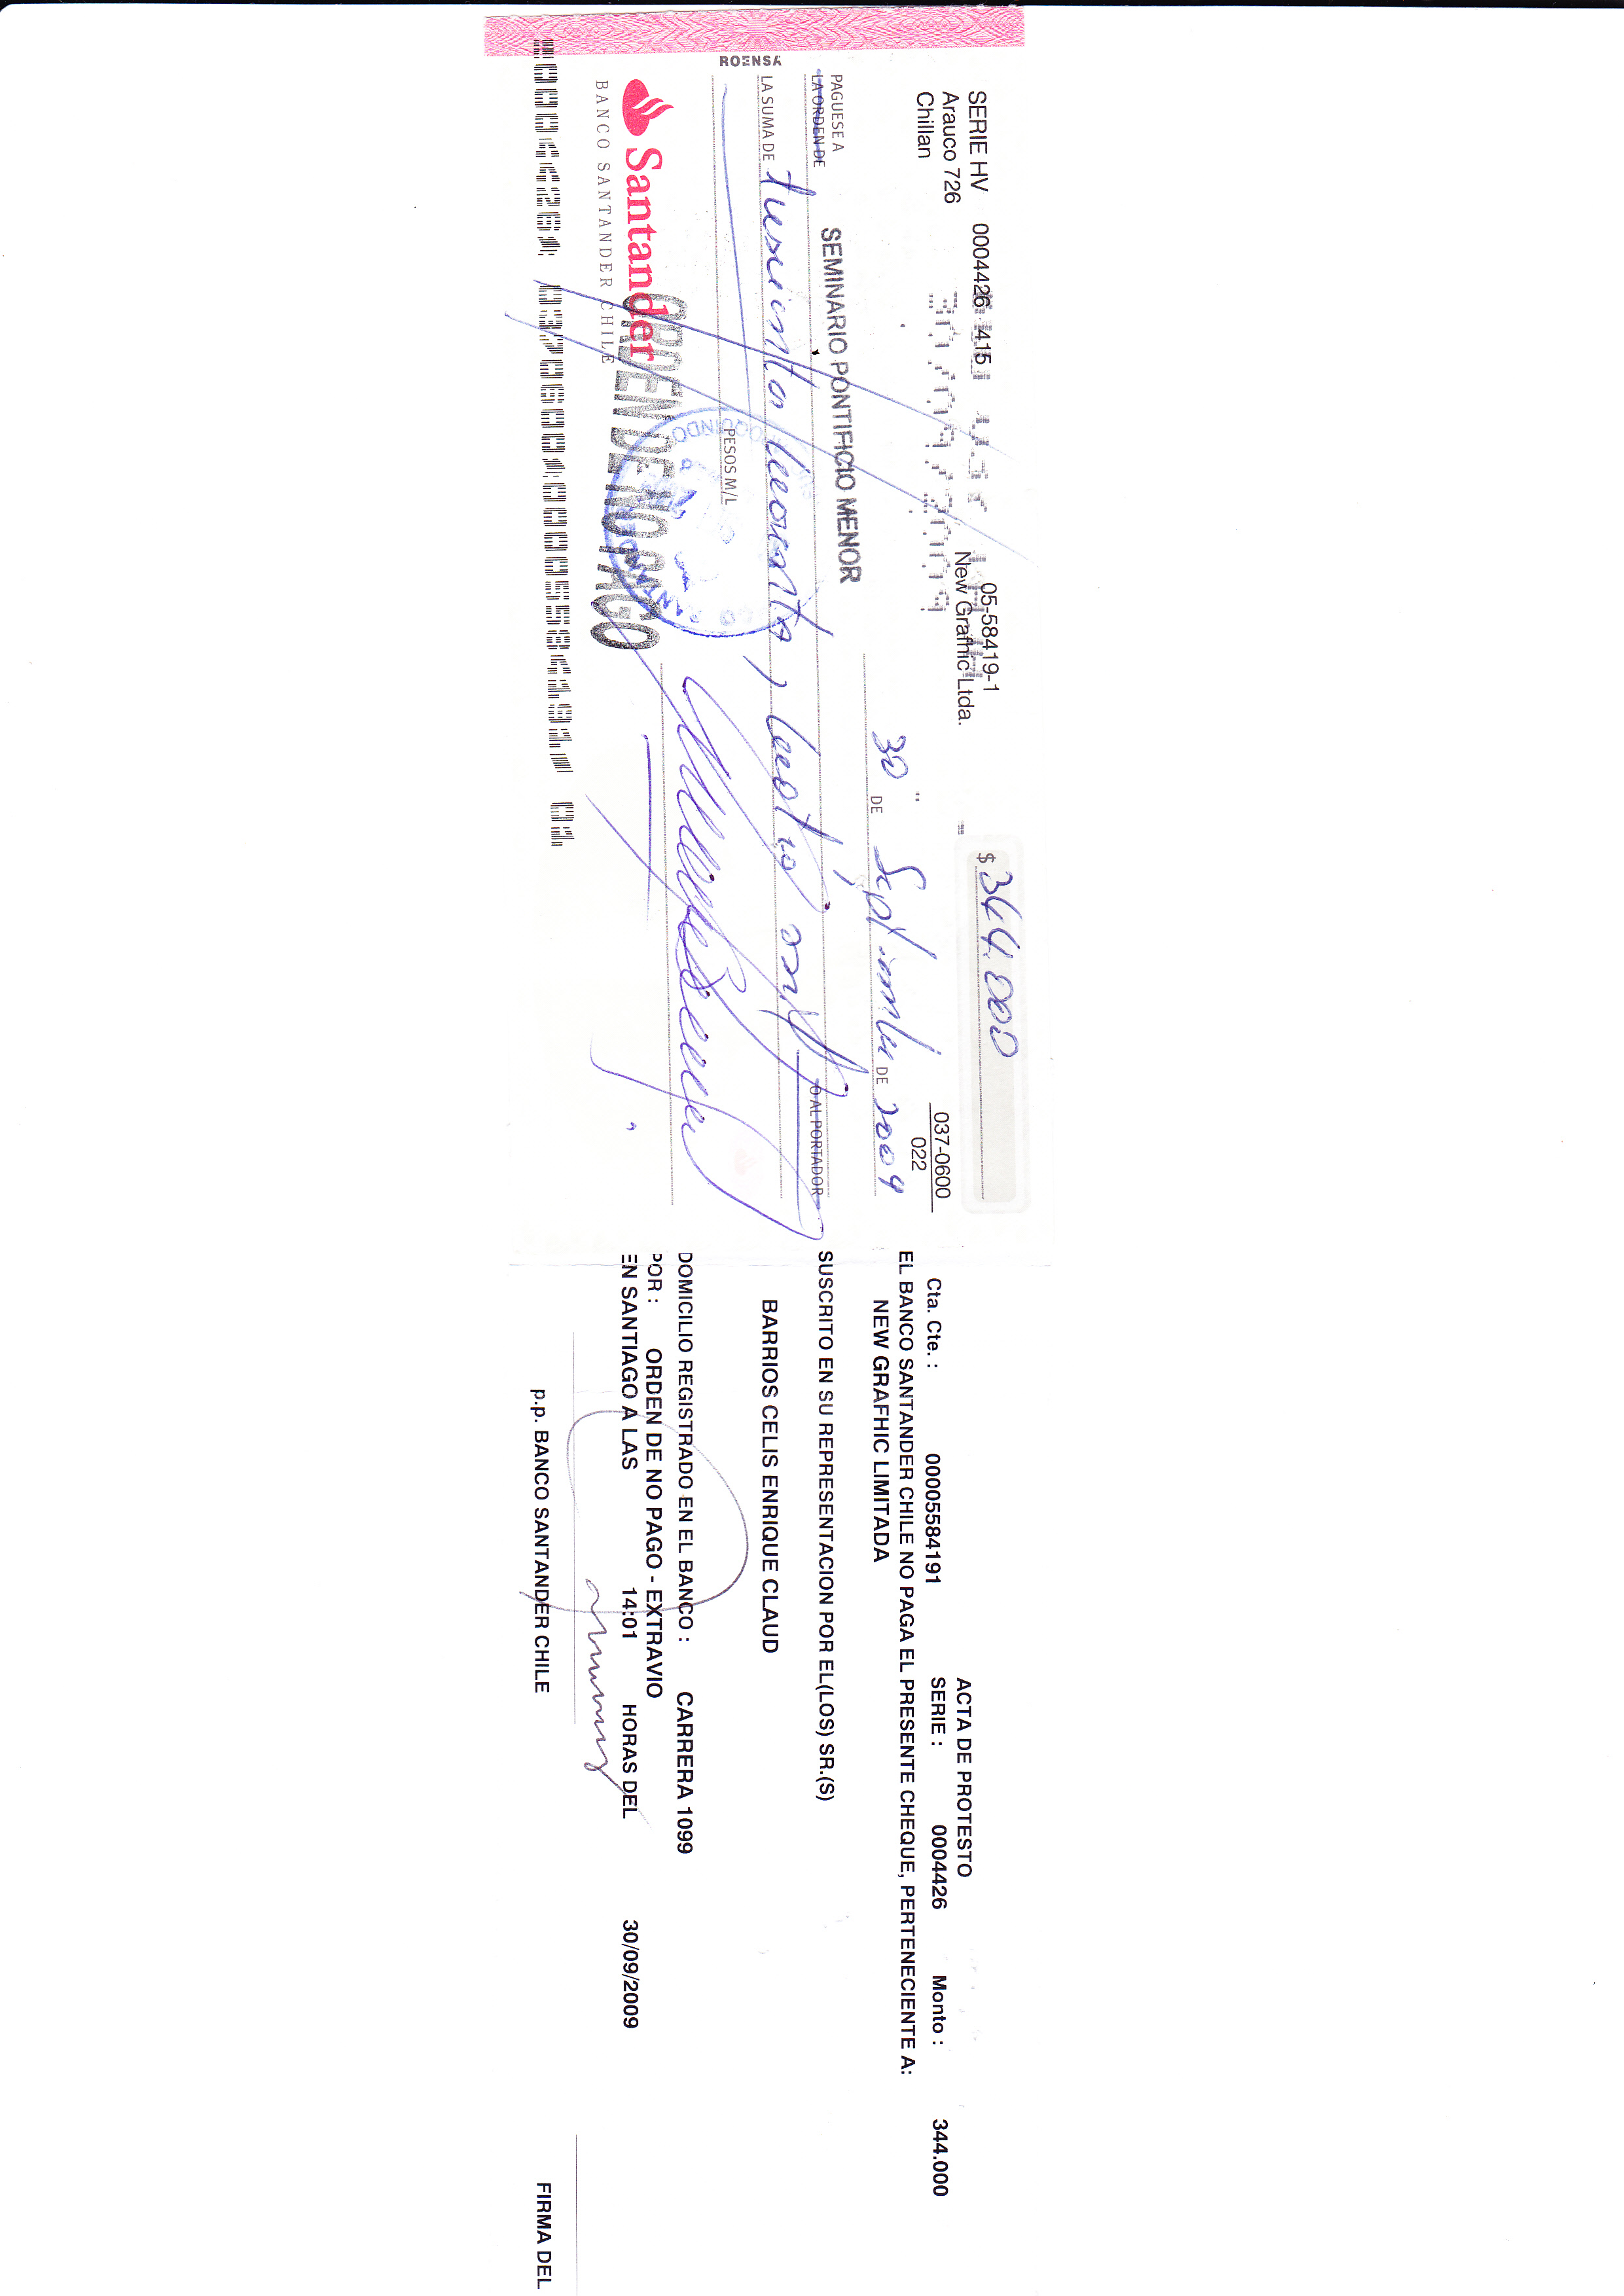 SERIE HV 0004426 415
Arauco 726
Chillan
05-58419-1
New Grafhic Ltda.
$ 344.000
037-0600
022
30 DE Septiembre DE 2009
PAGUESE A
LA ORDEN DE
SEMINARIO PONTIFICIO MENOR
O AL PORTADOR
LA SUMA DE trescientos cuarenta y cuatro mil
PESOS M/L
ROENSA
Santander
BANCO SANTANDER CHILE
ORDEN DE NO PAGO
ACTA DE PROTESTO
Cta. Cte. : 00005584191 SERIE : 0004426 Monto : 344.000
EL BANCO SANTANDER CHILE NO PAGA EL PRESENTE CHEQUE, PERTENECIENTE A:
NEW GRAFHIC LIMITADA
SUSCRITO EN SU REPRESENTACION POR EL(LOS) SR.(S)
BARRIOS CELIS ENRIQUE CLAUD
DOMICILIO REGISTRADO EN EL BANCO : CARRERA 1099
POR : ORDEN DE NO PAGO - EXTRAVIO
EN SANTIAGO A LAS 14:01 HORAS DEL 30/09/2009
p.p. BANCO SANTANDER CHILE
FIRMA DEL